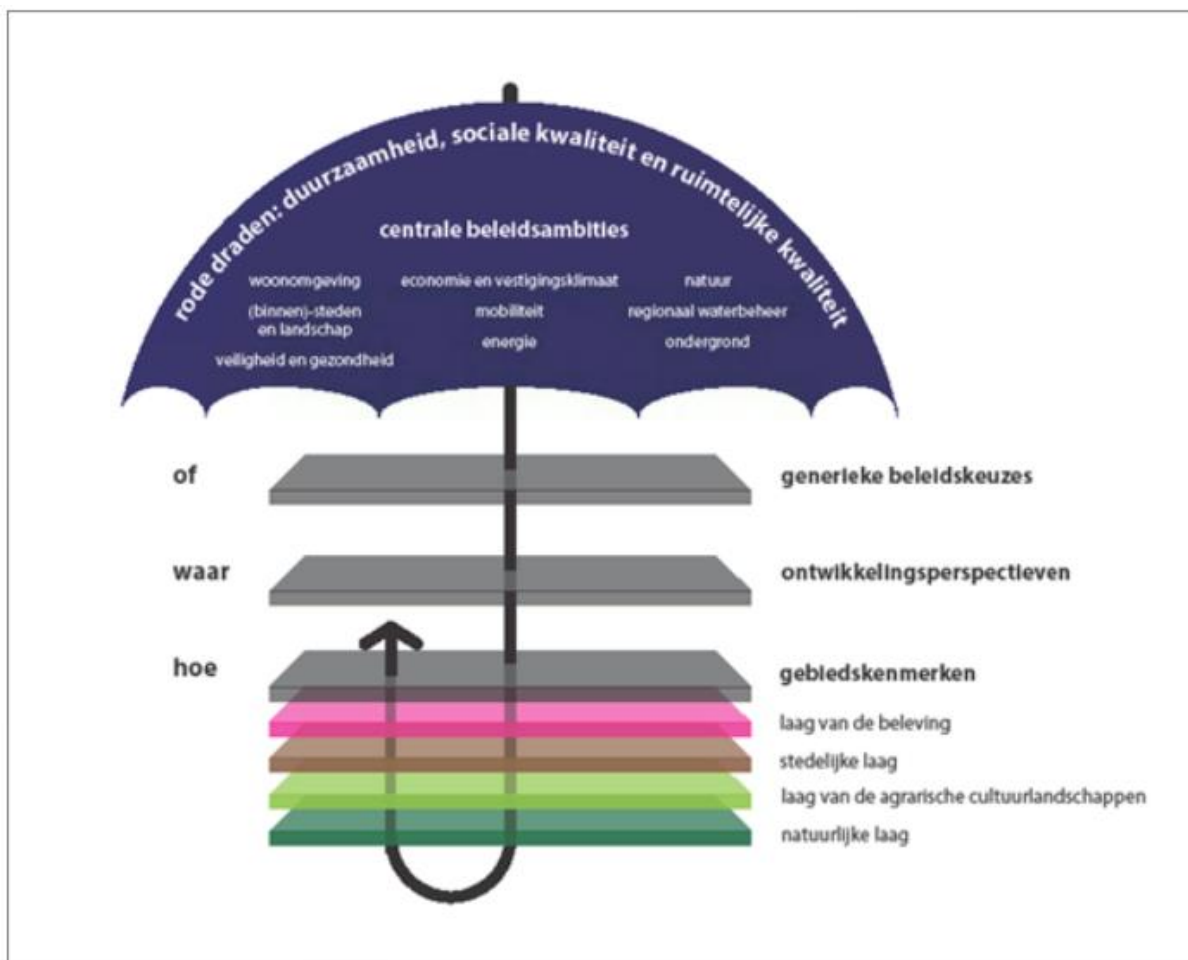 rode draden: duurzaamheid, sociale kwaliteit en ruimtelijke kwaliteit
centrale beleidsambities
woonomgeving
(binnen)-steden
en landschap
veiligheid en gezondheid
economie en vestigingsklimaat
mobiliteit
energie
natuur
regionaal waterbeheer
ondergrond
of
generieke beleidskeuzes
waar
ontwikkelingsperspectieven
hoe
gebiedskenmerken
laag van de beleving
stedelijke laag
laag van de agrarische cultuurlandschappen
natuurlijke laag